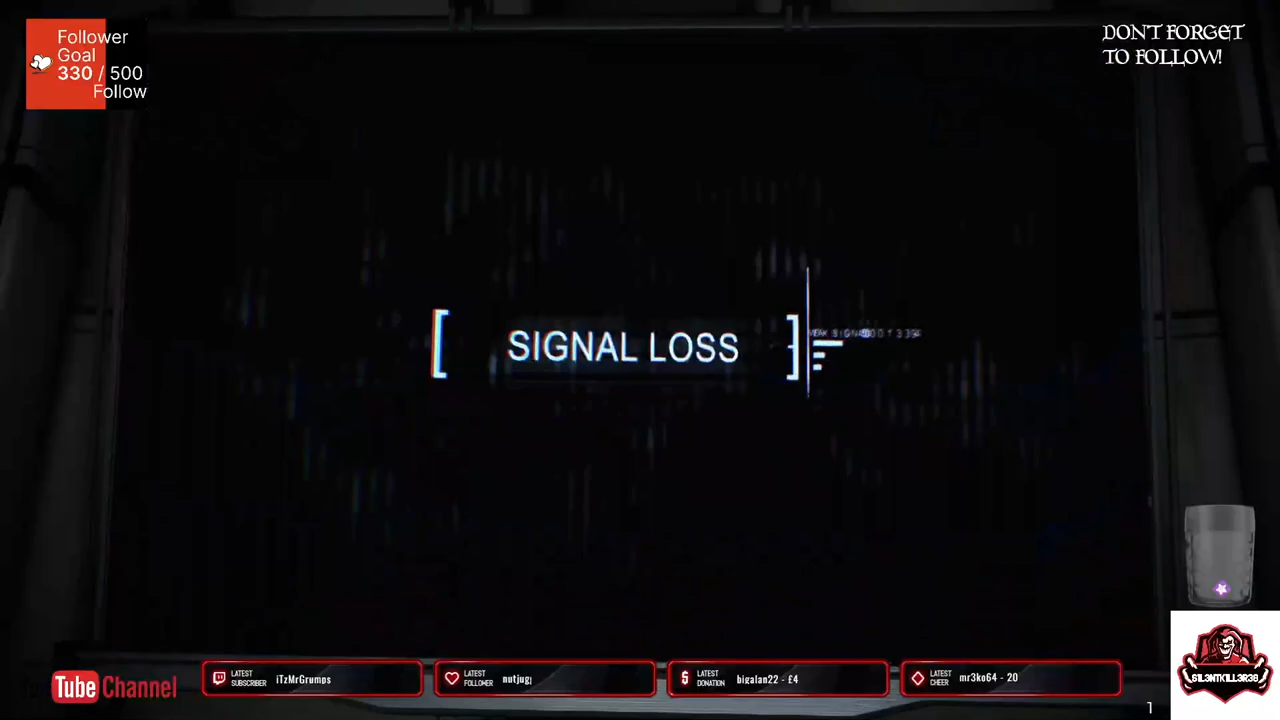 Follower
Goal
330 / 500
Follow
DON'T FORGET
TO FOLLOW!
[ SIGNAL LOSS ]
LATEST
SUBSCRIBER
iTzMrGrumps
LATEST
FOLLOWER
nutjug
LATEST
DONATION
bigalan22 - £4
LATEST
CHEER
mr3ko64 - 20
Tube Channel
S1L3NTK1LL3R38
1